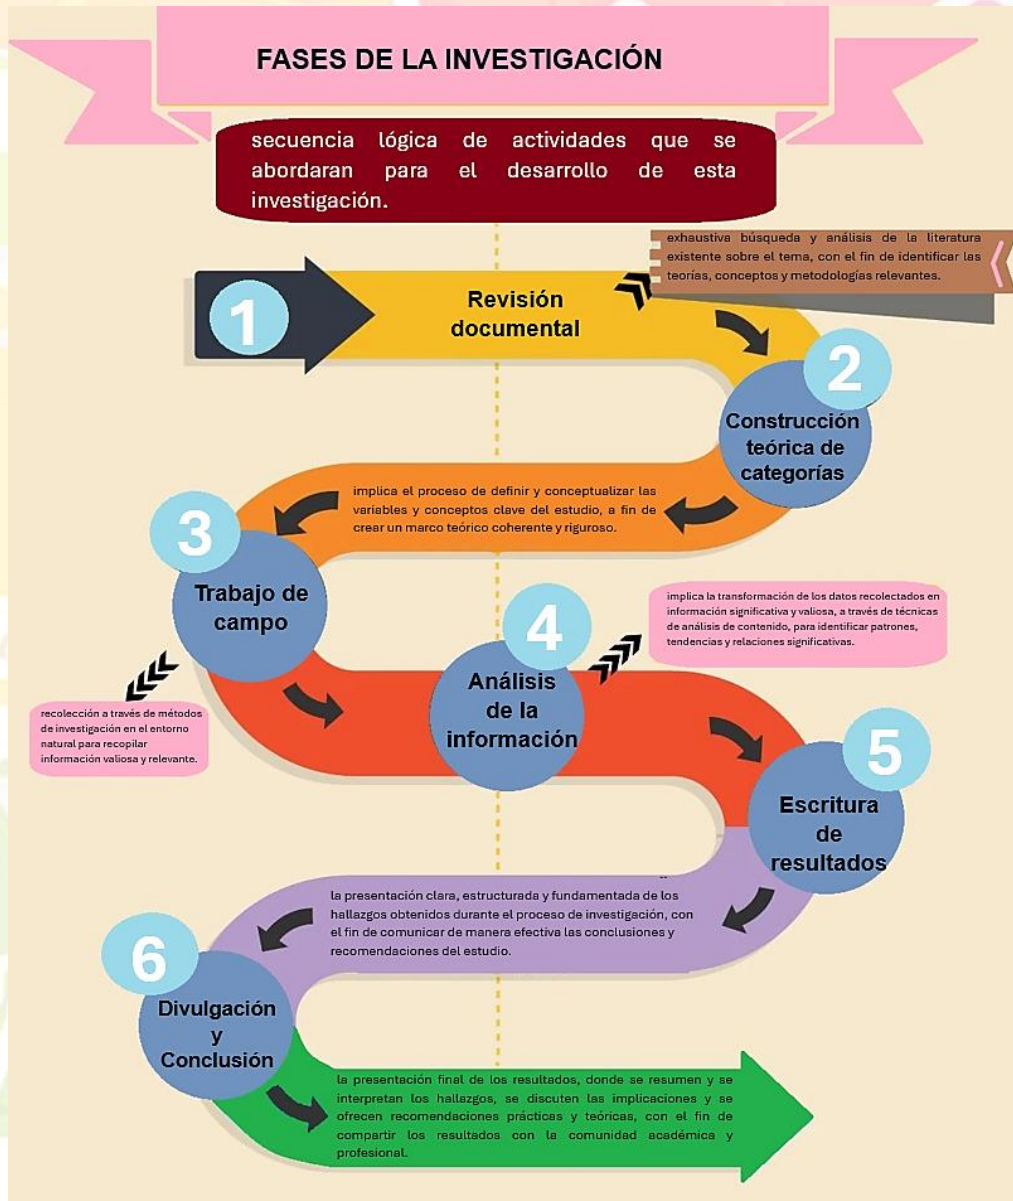 FASES DE LA INVESTIGACIÓN
secuencia lógica de actividades que se
abordaran para el desarrollo de esta
investigación.
exhaustiva búsqueda y análisis de la literatura
existente sobre el tema, con el fin de identificar las
teorías, conceptos y metodologías relevantes.
1
Revisión
documental
2
Construcción
teórica de
categorías
implica el proceso de definir y conceptualizar las
variables y conceptos clave del estudio, a fin de
crear un marco teórico coherente y riguroso.
3
Trabajo de
campo
recolección a través de métodos
de investigación en el entorno
natural para recopilar
información valiosa y relevante.
4
Análisis
de la
información
implica la transformación de los datos recolectados en
información significativa y valiosa, a través de técnicas
de análisis de contenido, para identificar patrones,
tendencias y relaciones significativas.
5
Escritura
de
resultados
la presentación clara, estructurada y fundamentada de los
hallazgos obtenidos durante el proceso de investigación, con
el fin de comunicar de manera efectiva las conclusiones y
recomendaciones del estudio.
6
Divulgación
y
Conclusión
la presentación final de los resultados, donde se resumen y se
interpretan los hallazgos, se discuten las implicaciones y se
ofrecen recomendaciones prácticas y teóricas, con el fin de
compartir los resultados con la comunidad académica y
profesional.